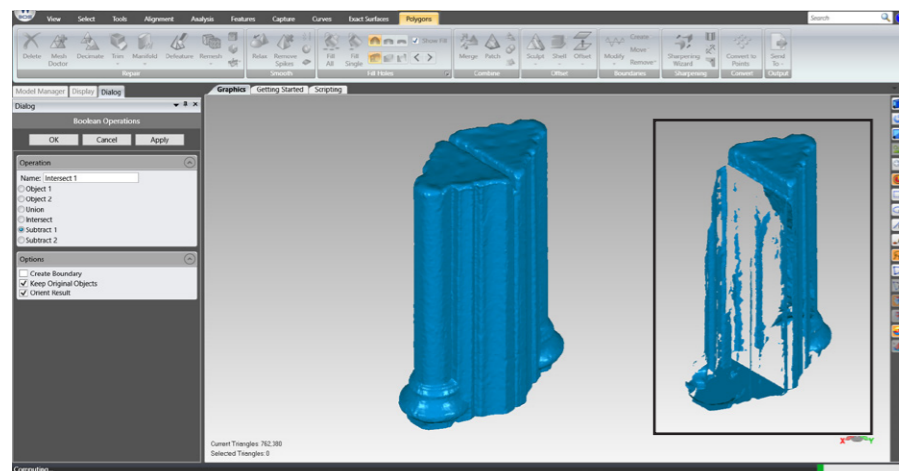 View Select Tools Alignment Analysis Features Capture Curves Exact Surfaces Polygons Search
Delete Mesh Doctor Decimate Trim Manifold Defeature Remesh
Repair
Relax Remove Spikes
Smooth
Fill All Fill Single Show Fill
Fill Holes
Merge Patch
Combine
Sculpt Shell Offset
Offset
Modify Create Move Remove
Boundaries
Sharpening Wizard
Sharpening
Convert to Points
Convert
Send To
Output
Model Manager Display Dialog
Graphics Getting Started Scripting
Dialog
Boolean Operations
OK Cancel Apply
Operation
Name: Intersect 1
Object 1
Object 2
Union
Intersect
Subtract 1
Subtract 2
Options
Create Boundary
Keep Original Objects
Orient Result
Current Triangles: 762,380
Selected Triangles: 0
X Y
Computing